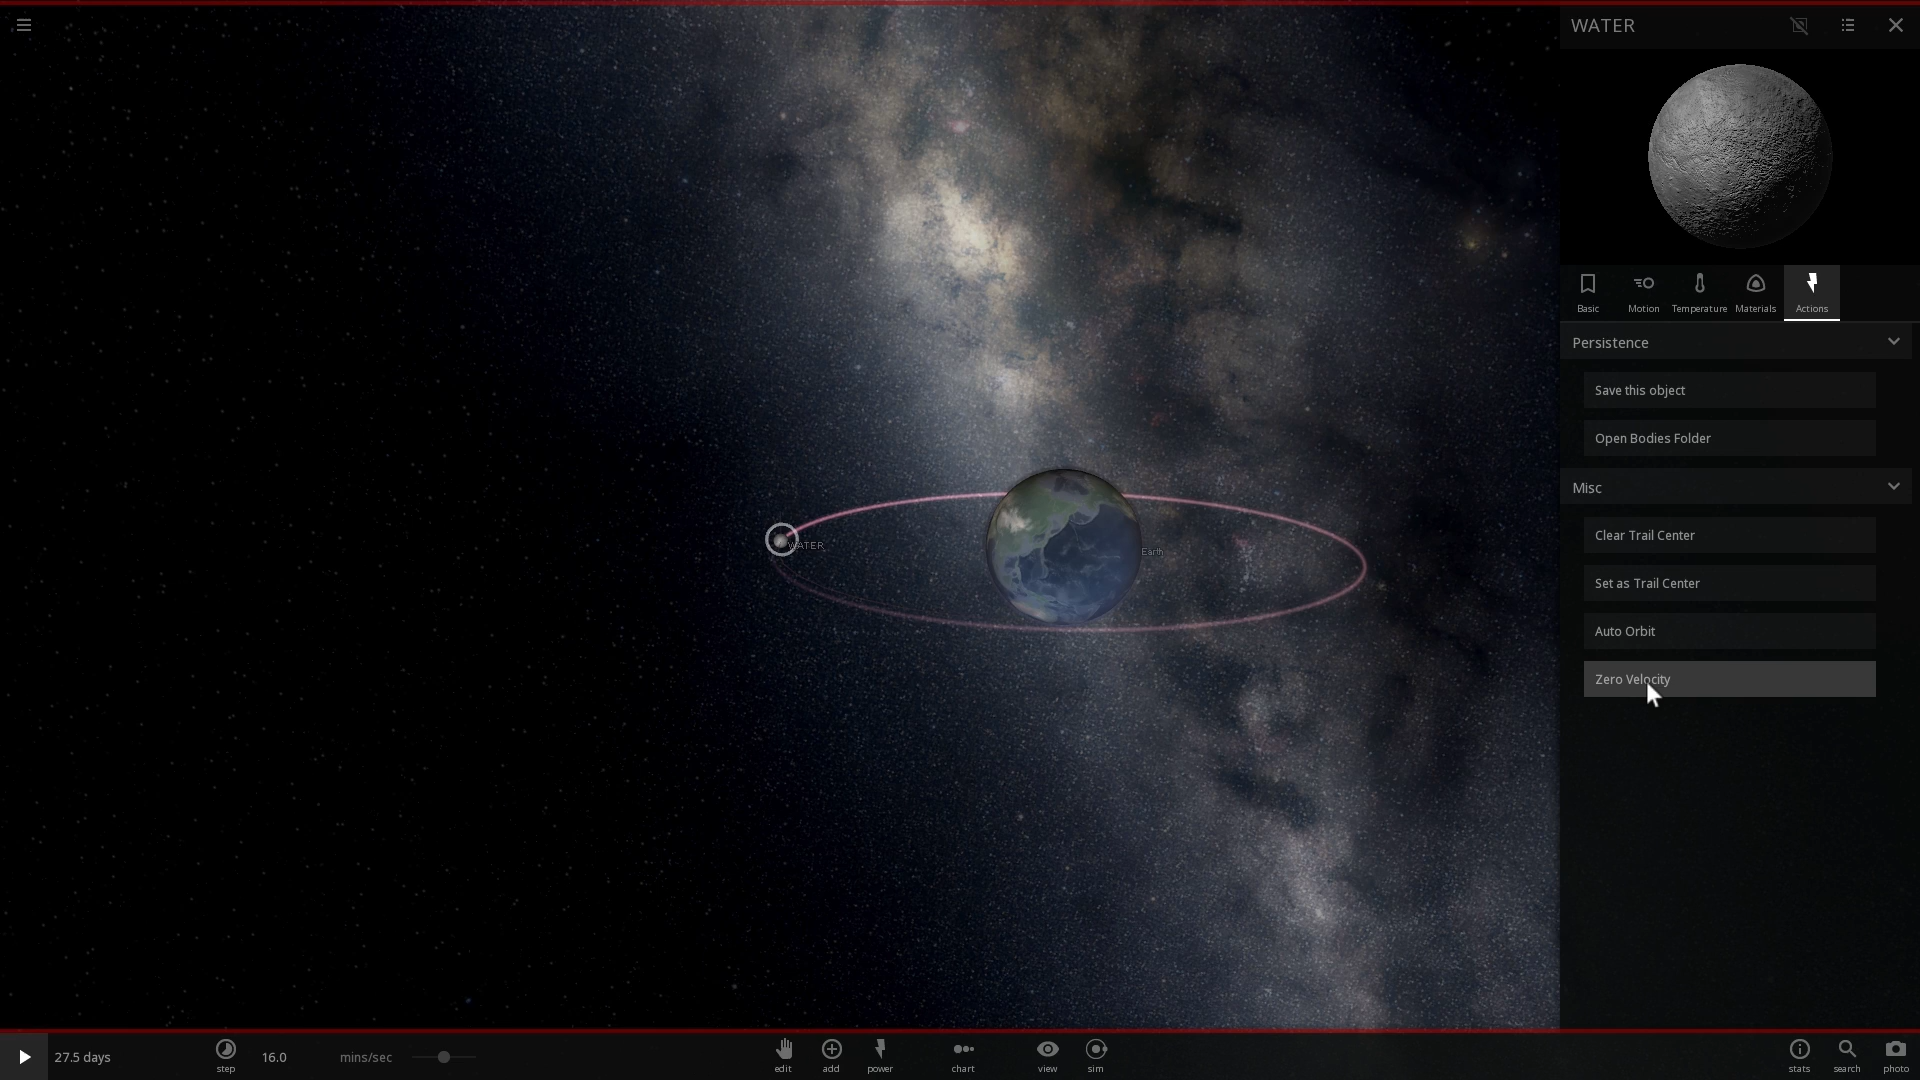 WATER
Basic
Motion
Temperature
Materials
Actions
Persistence
Save this object
Open Bodies Folder
Misc
Clear Trail Center
Set as Trail Center
Auto Orbit
Zero Velocity
WATER
Earth
27.5 days
step
16.0
mins/sec
edit
add
power
chart
view
sim
stats
search
photo